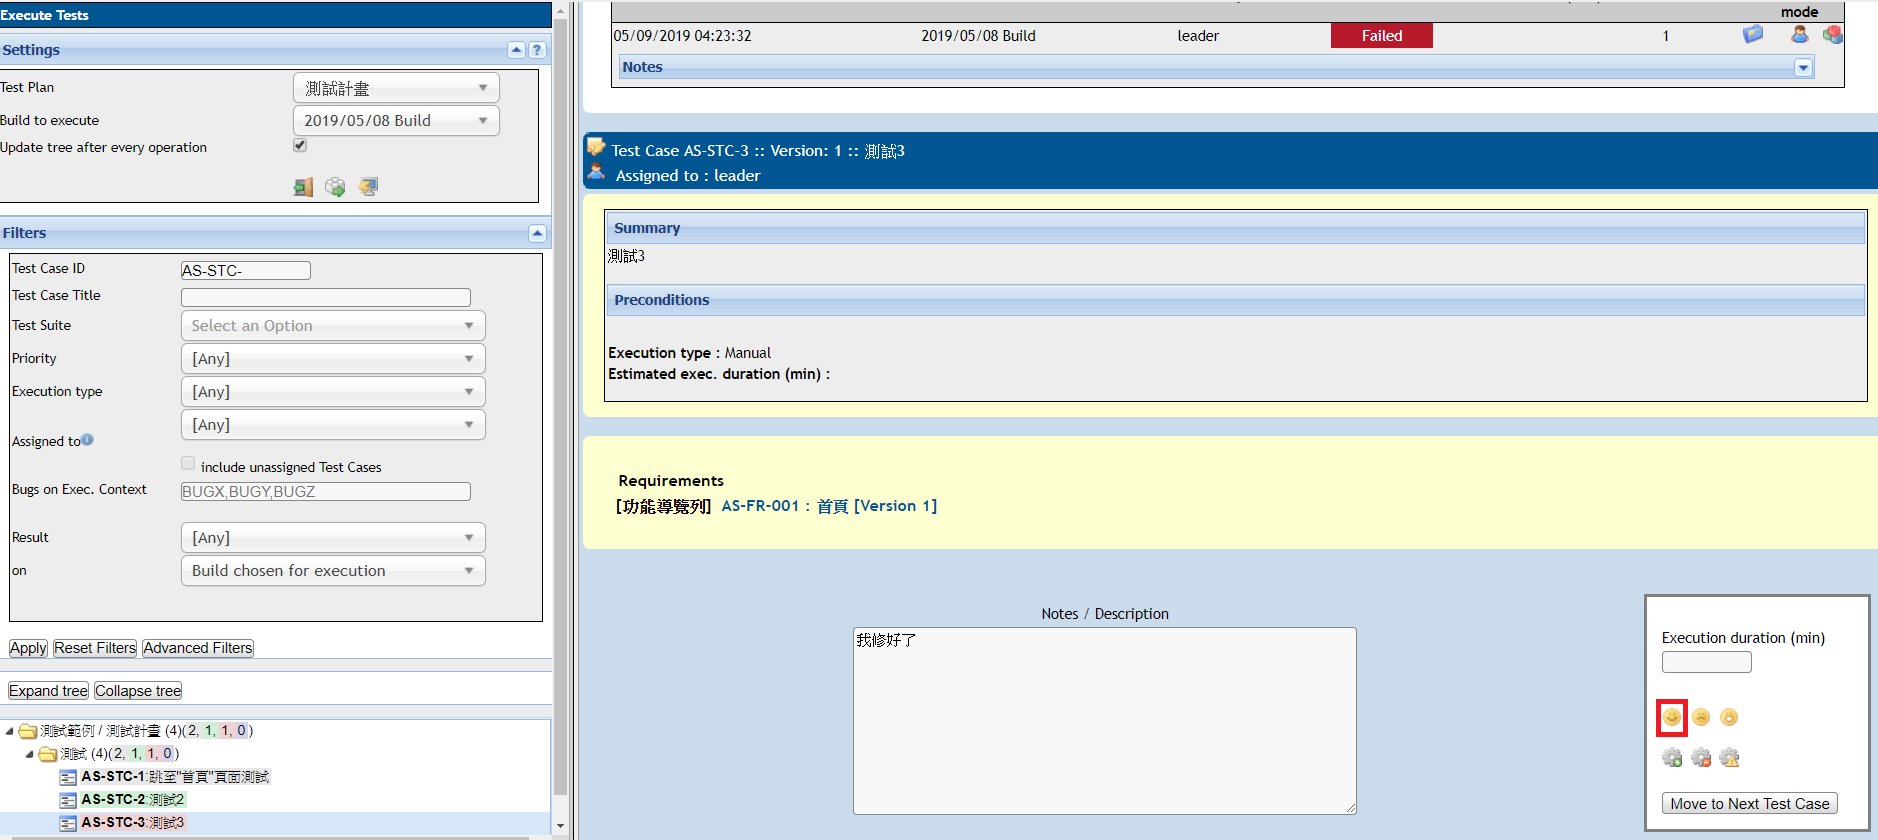 Execute Tests
Settings
?
Test Plan
測試計畫
Build to execute
2019/05/08 Build
Update tree after every operation
Filters
Test Case ID
AS-STC-
Test Case Title
Test Suite
Select an Option
Priority
[Any]
Execution type
[Any]
[Any]
Assigned to
include unassigned Test Cases
Bugs on Exec. Context
BUGX,BUGY,BUGZ
Result
[Any]
on
Build chosen for execution
Apply
Reset Filters
Advanced Filters
Expand tree
Collapse tree
測試範例 / 測試計畫 (4)(2, 1, 1, 0)
測試 (4)(2, 1, 1, 0)
AS-STC-1:跳至"首頁"頁面測試
AS-STC-2:測試2
AS-STC-3:測試3
mode
05/09/2019 04:23:32
2019/05/08 Build
leader
Failed
1
Notes
Test Case AS-STC-3 :: Version: 1 :: 測試3
Assigned to : leader
Summary
測試3
Preconditions
Execution type : Manual
Estimated exec. duration (min) :
Requirements
[功能導覽列] AS-FR-001 : 首頁 [Version 1]
Notes / Description
我修好了
Execution duration (min)
Move to Next Test Case